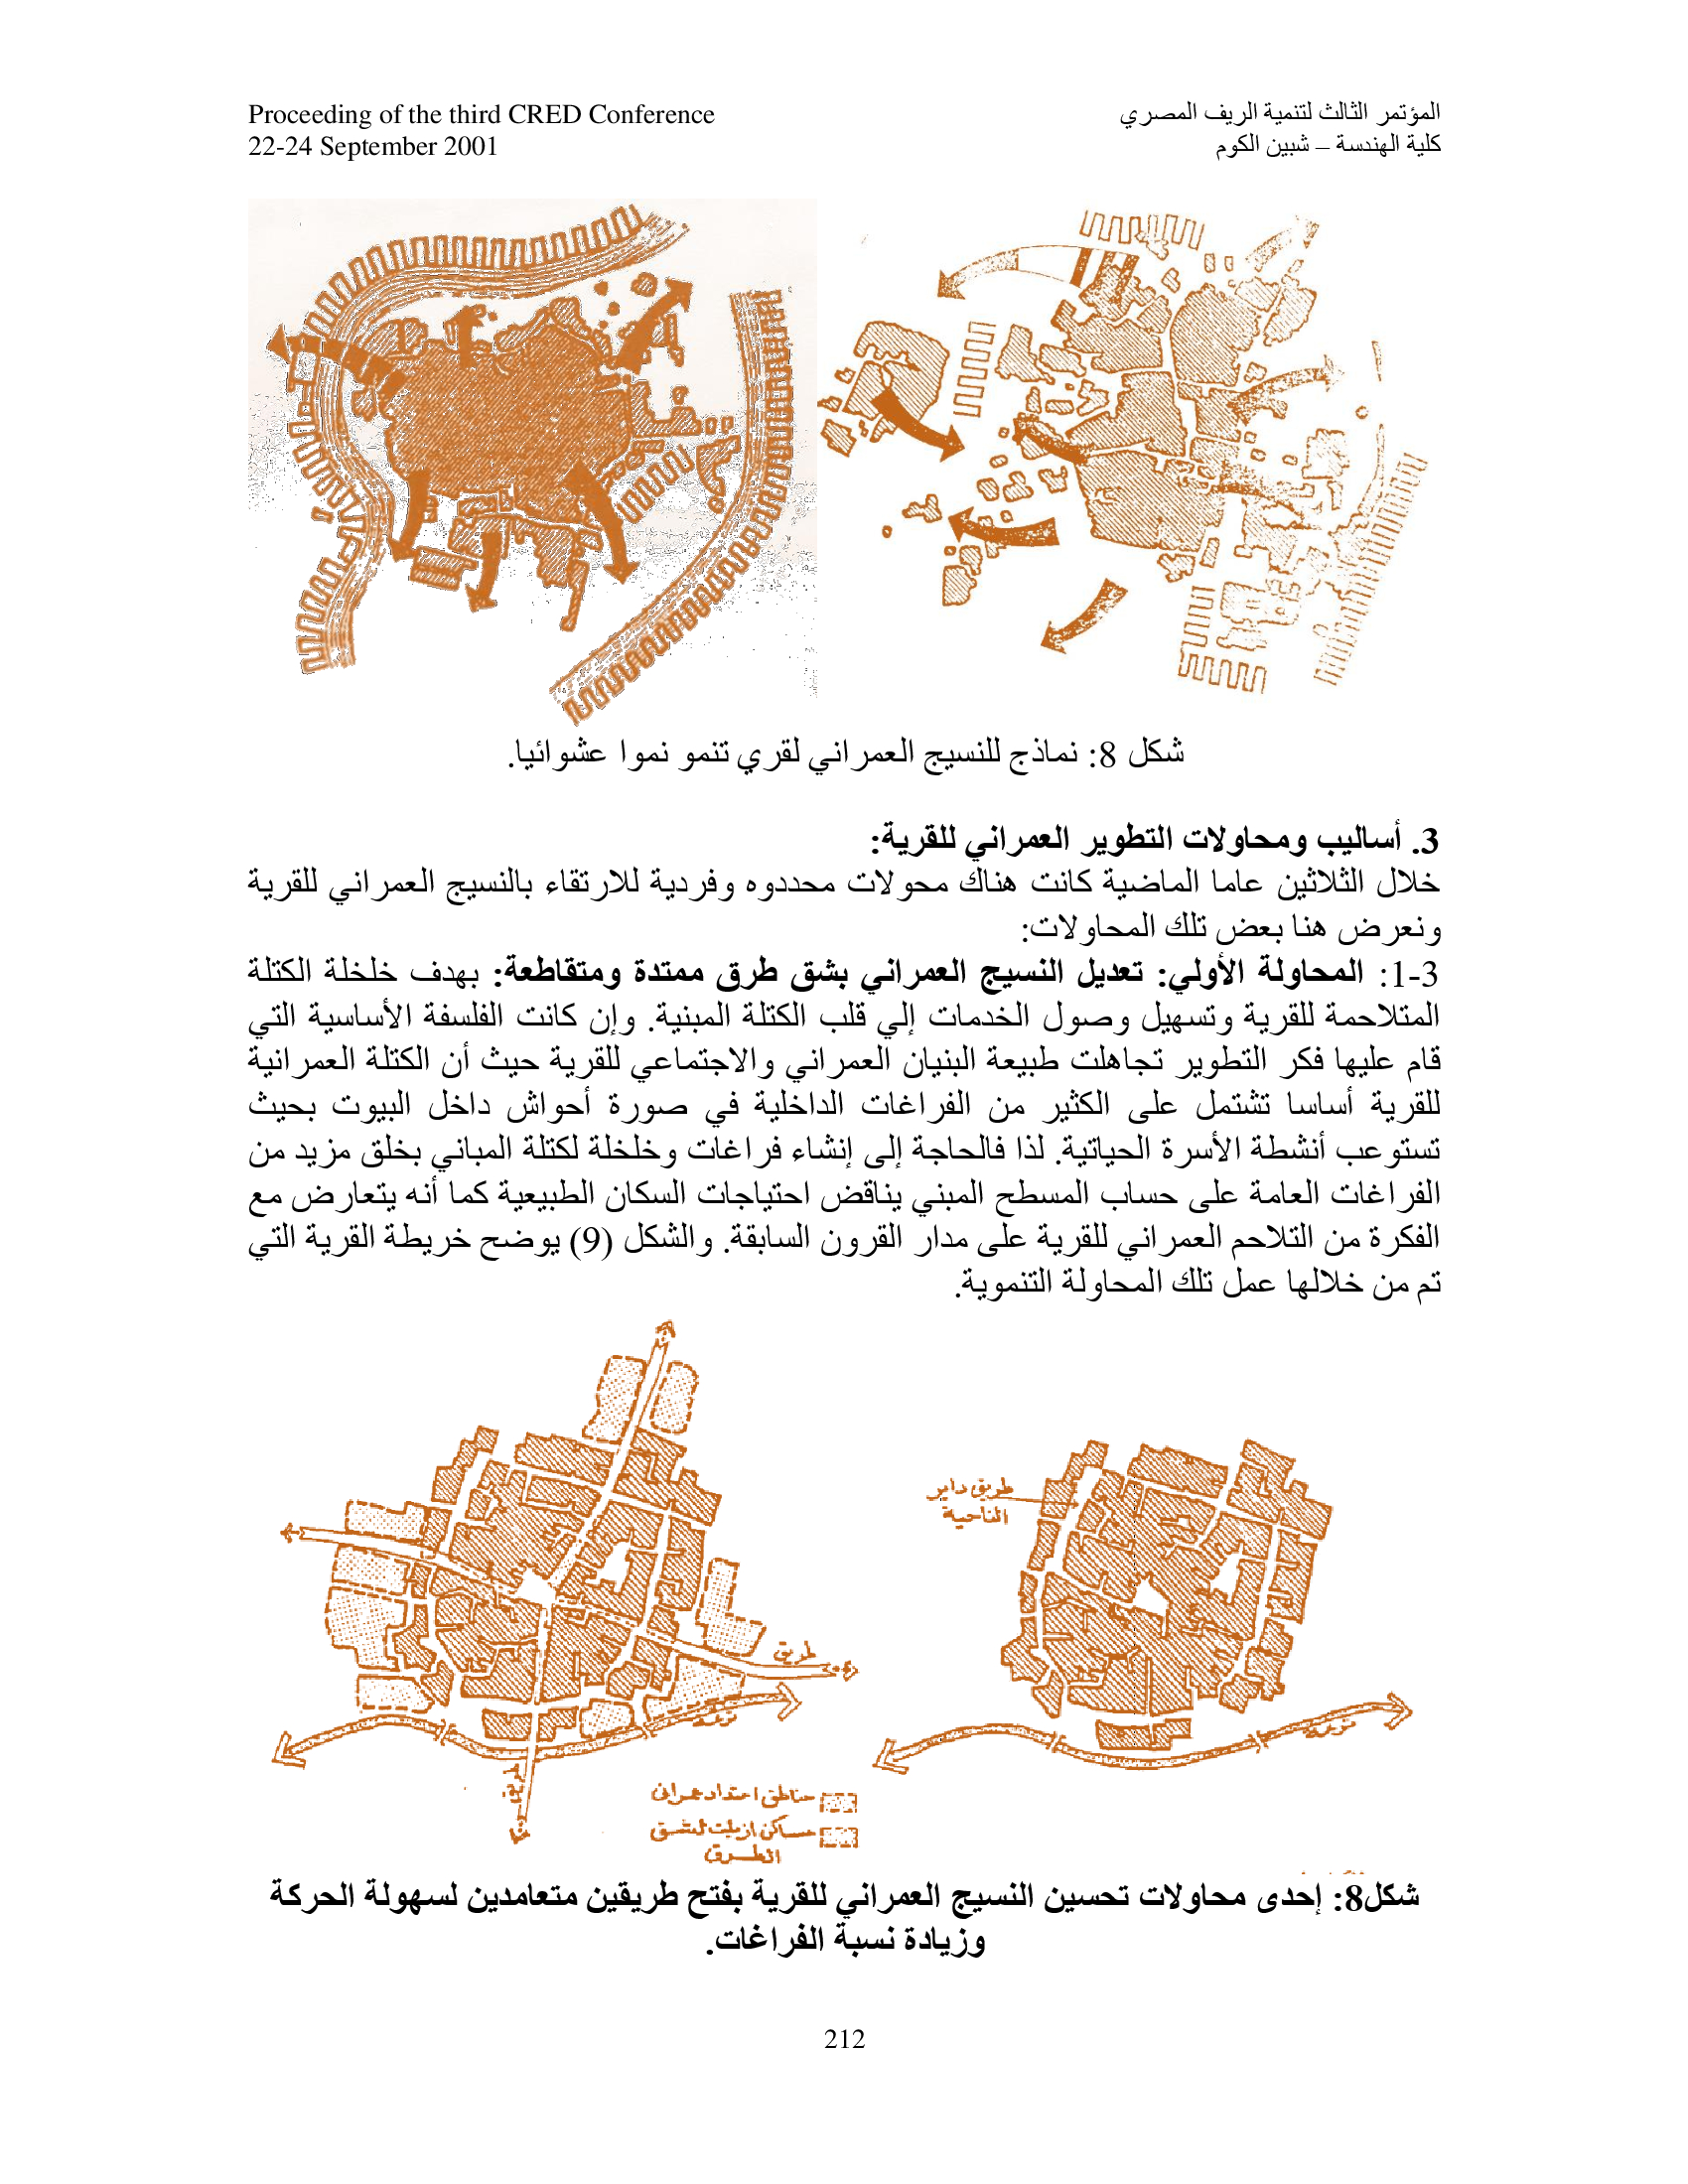 Proceeding of the third CRED Conference
المؤتمر الثالث لتنمية الريف المصري
22-24 September 2001
كلية الهندسة – شبين الكوم
شكل 8: نماذج للنسيج العمراني لقري تنمو نموا عشوائيا.
3. أساليب ومحاولات التطوير العمراني للقرية:
خلال الثلاثين عاما الماضية كانت هناك محولات محددوه وفردية للارتقاء بالنسيج العمراني للقرية
ونعرض هنا بعض تلك المحاولات:
3-1: المحاولة الأولي: تعديل النسيج العمراني بشق طرق ممتدة ومتقاطعة: بهدف خلخلة الكتلة
المتلاحمة للقرية وتسهيل وصول الخدمات إلي قلب الكتلة المبنية. وإن كانت الفلسفة الأساسية التي
قام عليها فكر التطوير تجاهلت طبيعة البنيان العمراني والاجتماعي للقرية حيث أن الكتلة العمرانية
للقرية أساسا تشتمل على الكثير من الفراغات الداخلية في صورة أحواش داخل البيوت بحيث
تستوعب أنشطة الأسرة الحياتية. لذا فالحاجة إلى إنشاء فراغات وخلخلة لكتلة المباني بخلق مزيد من
الفراغات العامة على حساب المسطح المبني يناقض احتياجات السكان الطبيعية كما أنه يتعارض مع
الفكرة من التلاحم العمراني للقرية على مدار القرون السابقة. والشكل (9) يوضح خريطة القرية التي
تم من خلالها عمل تلك المحاولة التنموية.
طريق داير
الناحية
طريق
ترعة
ترعة
طريق
مناطق امتداد عمراني
مساكن ازيلت لشق
الطرق
شكل8: إحدى محاولات تحسين النسيج العمراني للقرية بفتح طريقين متعامدين لسهولة الحركة
وزيادة نسبة الفراغات.
212